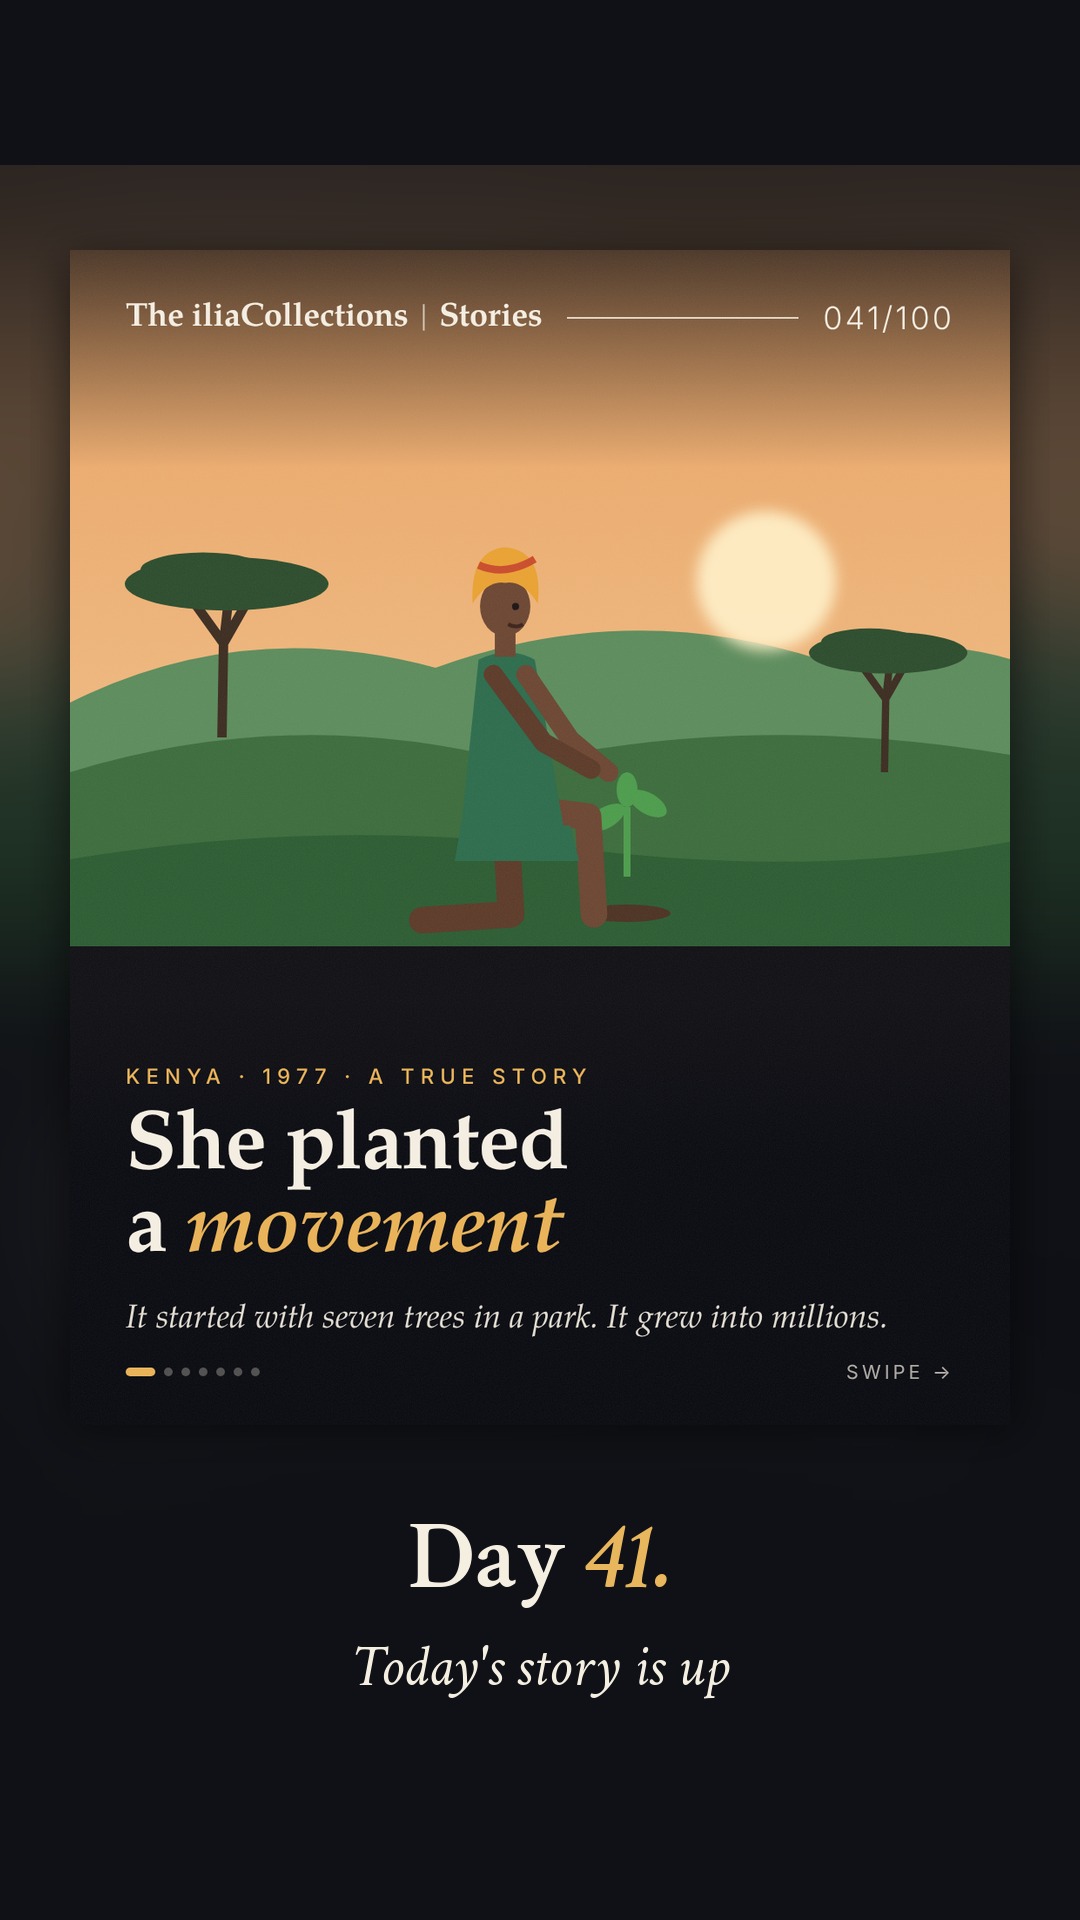 The iliaCollections | Stories 041/100
KENYA · 1977 · A TRUE STORY
She planted
a movement
It started with seven trees in a park. It grew into millions.
SWIPE →
Day 41.
Today's story is up